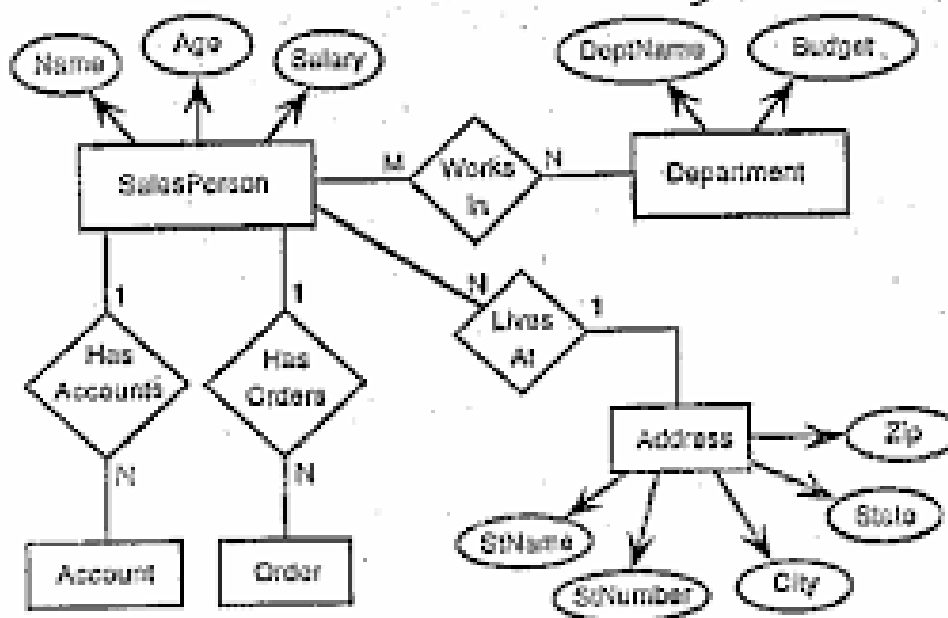 Name
Age
Salary
DeptName
Budget
SalesPerson
M
Works
In
N
Department
1
1
N
Lives
At
1
Has
Accounts
Has
Orders
N
N
Address
Zip
State
StName
StNumber
City
Account
Order